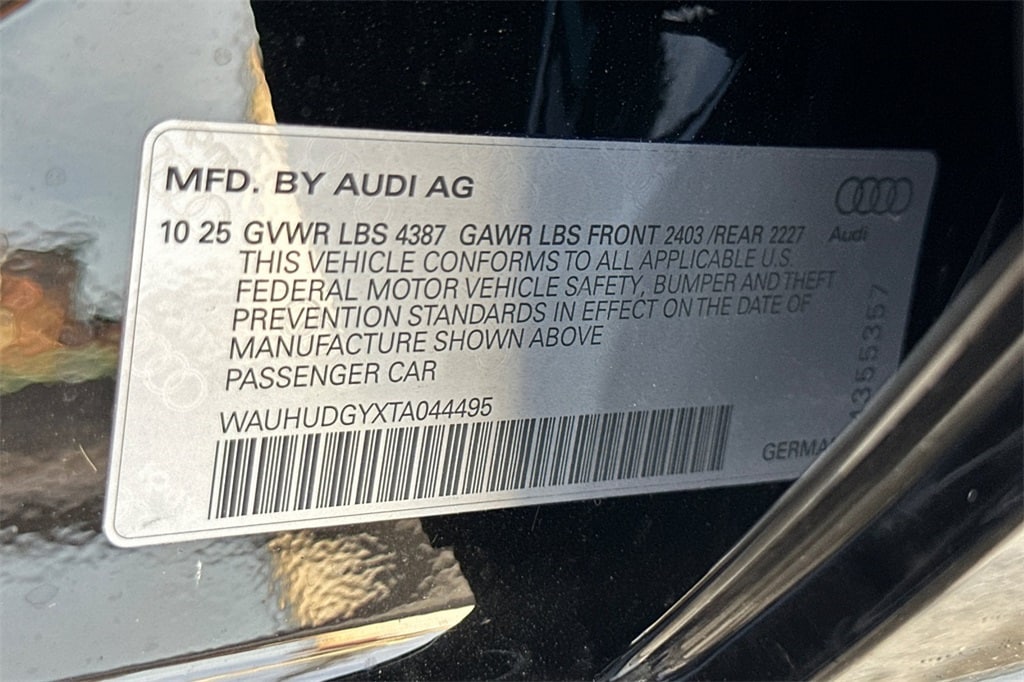 MFD. BY AUDI AG
10 25 GVWR LBS 4387 GAWR LBS FRONT 2403 /REAR 2227
Audi
THIS VEHICLE CONFORMS TO ALL APPLICABLE U.S.
FEDERAL MOTOR VEHICLE SAFETY, BUMPER AND THEFT
PREVENTION STANDARDS IN EFFECT ON THE DATE OF
MANUFACTURE SHOWN ABOVE
PASSENGER CAR
WAUHUDGYXTA044495